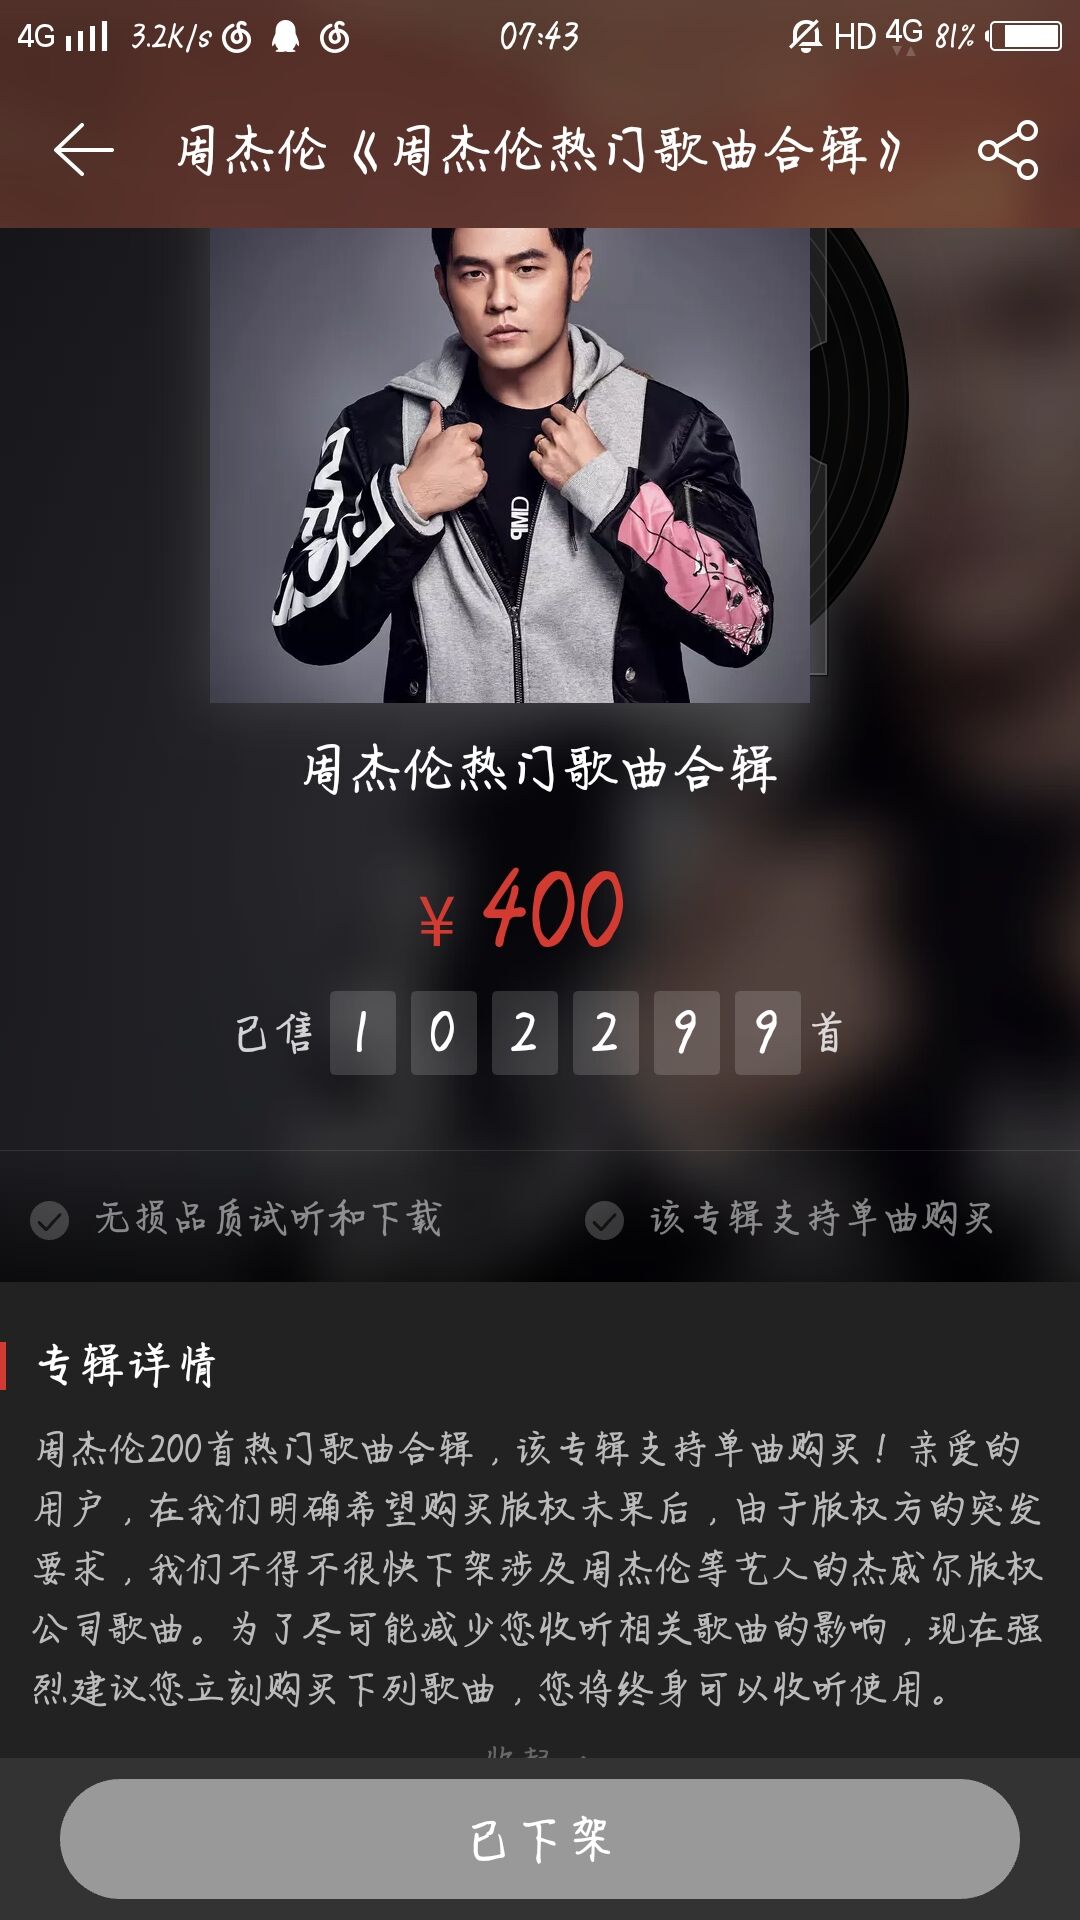 4G 3.2K/s 07:43 HD 4G 81%
周杰伦《周杰伦热门歌曲合辑》
PMD
周杰伦热门歌曲合辑
¥ 400
已售 1 0 2 2 9 9 首
无损品质试听和下载 该专辑支持单曲购买
专辑详情
周杰伦200首热门歌曲合辑，该专辑支持单曲购买！亲爱的
用户，在我们明确希望购买版权未果后，由于版权方的突发
要求，我们不得不很快下架涉及周杰伦等艺人的杰威尔版权
公司歌曲。为了尽可能减少您收听相关歌曲的影响，现在强
烈建议您立刻购买下列歌曲，您将终身可以收听使用。
收起
已下架